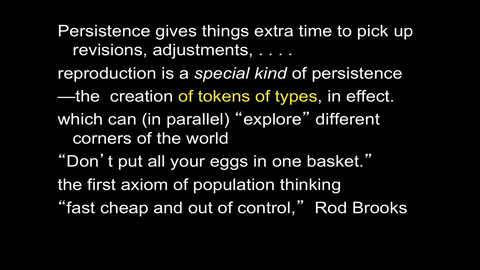 Persistence gives things extra time to pick up
revisions, adjustments, . . . .
reproduction is a special kind of persistence
—the  creation of tokens of types, in effect.
which can (in parallel) “explore” different
corners of the world
“Don’t put all your eggs in one basket.”
the first axiom of population thinking
“fast cheap and out of control,”  Rod Brooks